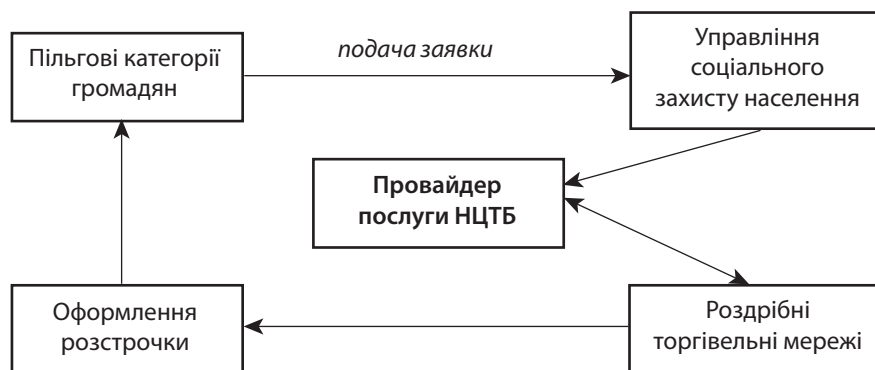 Пільгові категорії
громадян
подача заявки
Управління
соціального
захисту населення
Провайдер
послуги НЦТБ
Оформлення
розстрочки
Роздрібні
торгівельні мережі